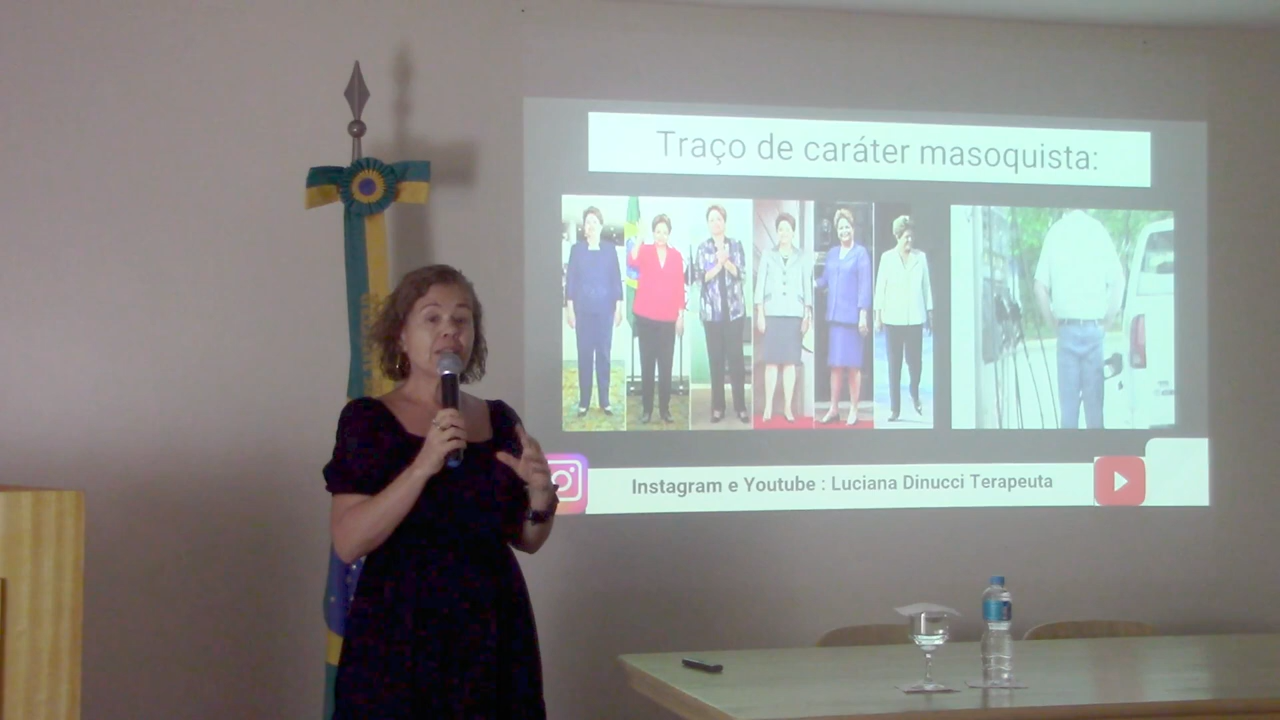 Traço de caráter masoquista:
Instagram e Youtube : Luciana Dinucci Terapeuta